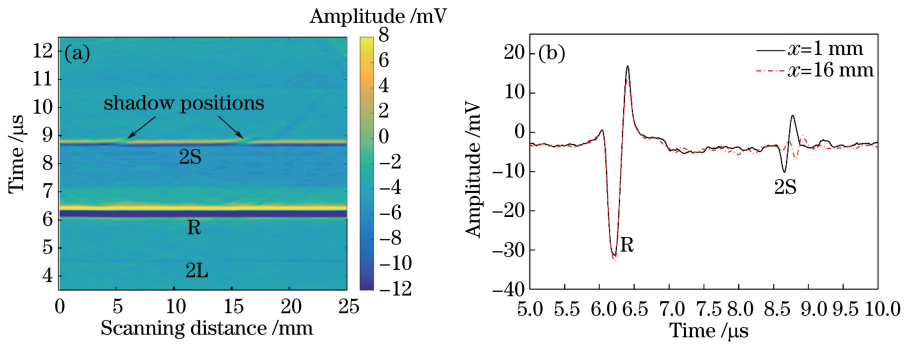 Amplitude /mV
(a)
12
11
10
9
8
7
6
5
4
Time /μs
shadow positions
2S
R
2L
0
5
10
15
20
25
Scanning distance /mm
8
6
4
2
0
−2
−4
−6
−8
−10
−12
(b)
x=1 mm
x=16 mm
20
10
0
−10
−20
−30
−40
Amplitude /mV
R
2S
5.0
5.5
6.0
6.5
7.0
7.5
8.0
8.5
9.0
9.5
10.0
Time /μs